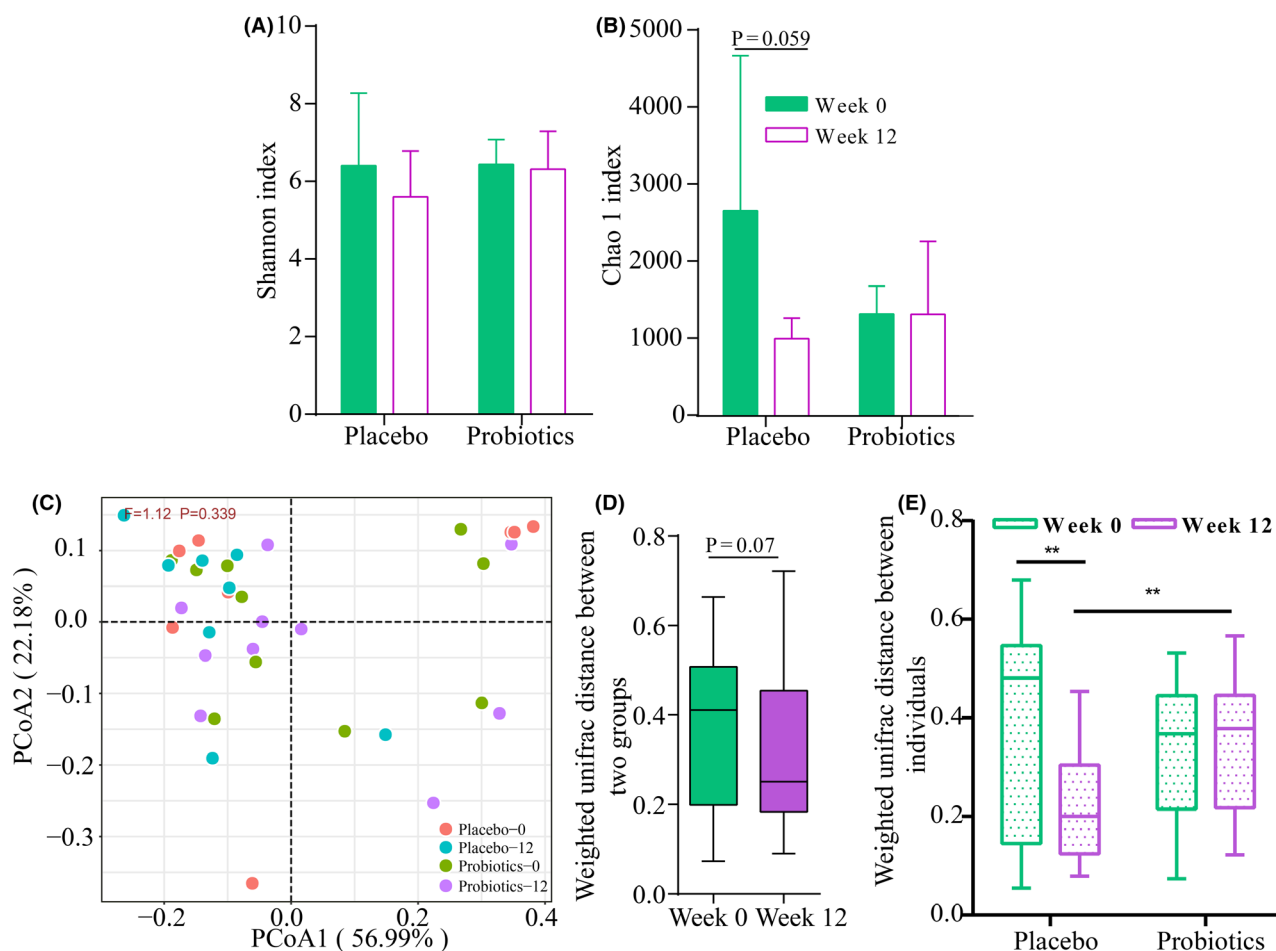 (A)
10
8
6
4
2
0
Shannon index
Placebo
Probiotics
(B)
5000
4000
3000
2000
1000
0
Chao 1 index
P = 0.059
Week 0
Week 12
Placebo
Probiotics
(C)
F=1.12 P=0.339
0.1
0.0
−0.1
−0.2
−0.3
PCoA2 ( 22.18% )
Placebo−0
Placebo−12
Probiotics−0
Probiotics−12
−0.2
0.0
0.2
0.4
PCoA1 ( 56.99% )
(D)
0.8
0.6
0.4
0.2
0.0
Weighted unifrac distance between
two groups
P = 0.07
Week 0
Week 12
(E)
0.8
0.6
0.4
0.2
0.0
Weighted unifrac distance between
individuals
Week 0
Week 12
**
**
Placebo
Probiotics